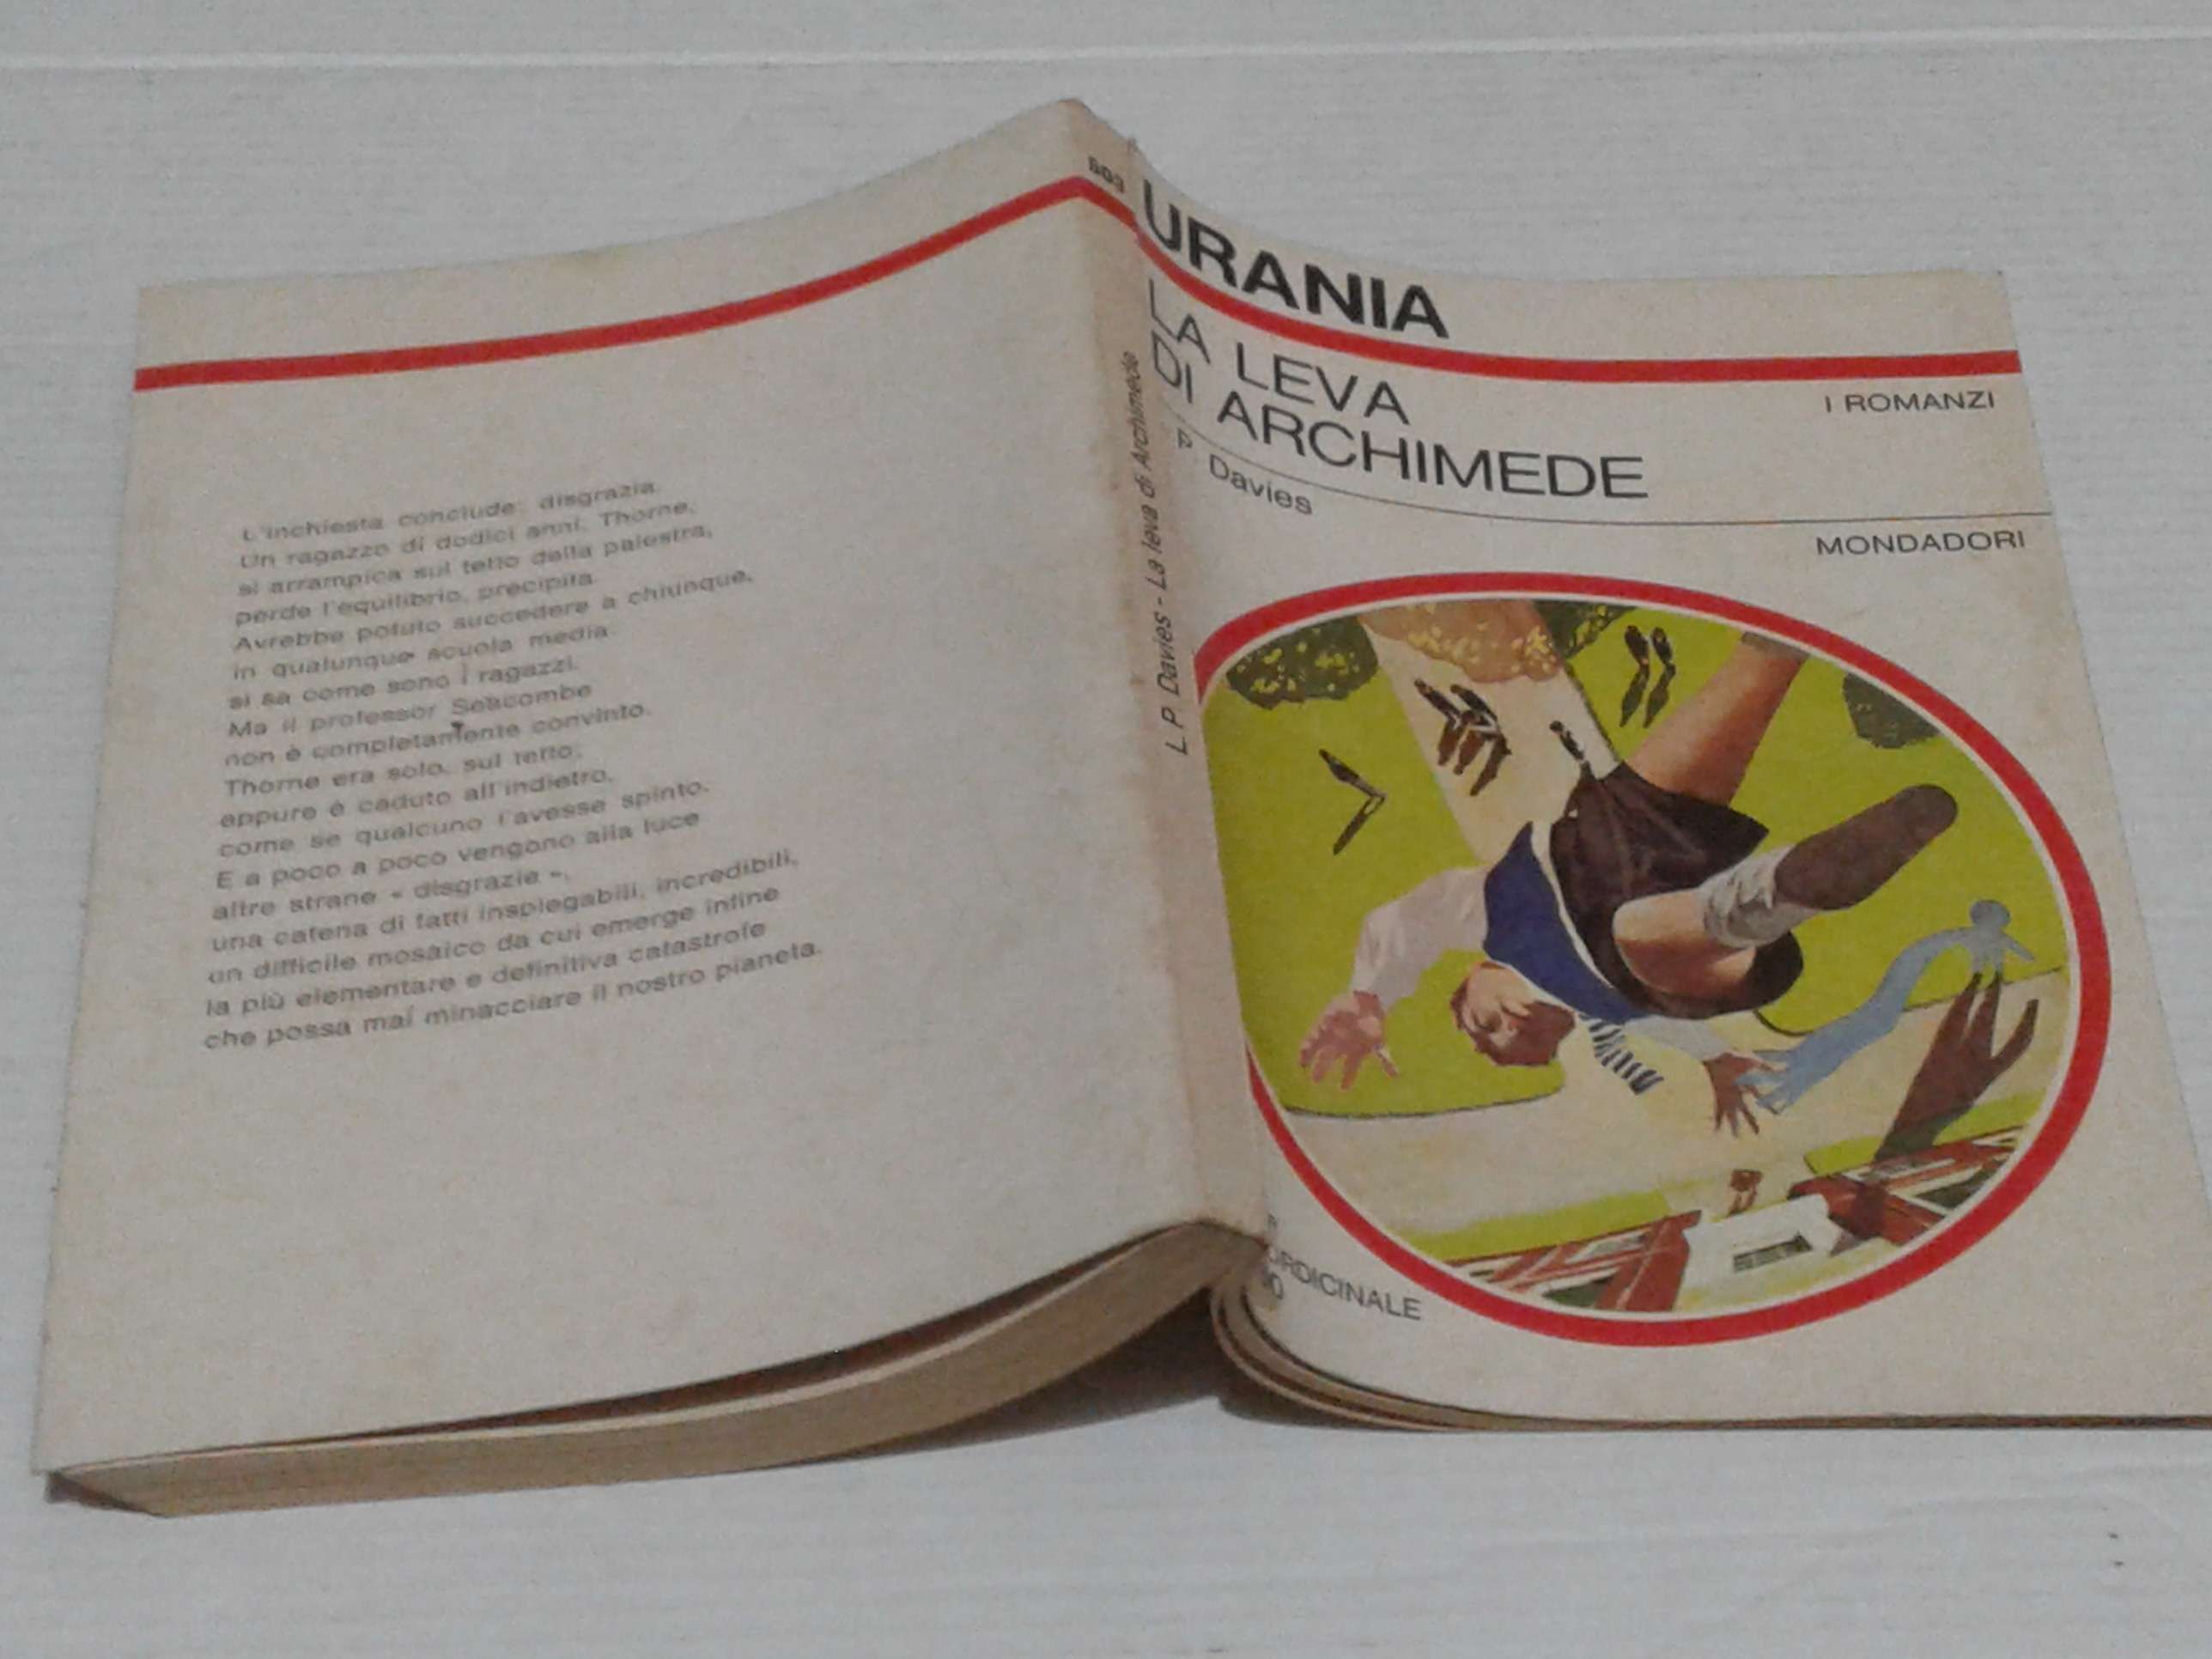 L'inchiesta conclude: disgrazia.
Un ragazzo di dodici anni, Thorne,
si arrampica sul tetto della palestra,
perde l'equilibrio, precipita.
Avrebbe potuto succedere a chiunque,
in qualunque scuola media:
si sa come sono i ragazzi.
Ma il professor Seacombe
non è completamente convinto.
Thorne era solo, sul tetto;
eppure è caduto all'indietro,
come se qualcuno l'avesse spinto.
E a poco a poco vengono alla luce
altre strane « disgrazie »,
una catena di fatti inspiegabili, incredibili,
un difficile mosaico da cui emerge infine
la più elementare e definitiva catastrofe
che possa mai minacciare il nostro pianeta.
L P Davies - La leva di Archimede
URANIA
LA LEVA
DI ARCHIMEDE
I ROMANZI
Davies
MONDADORI